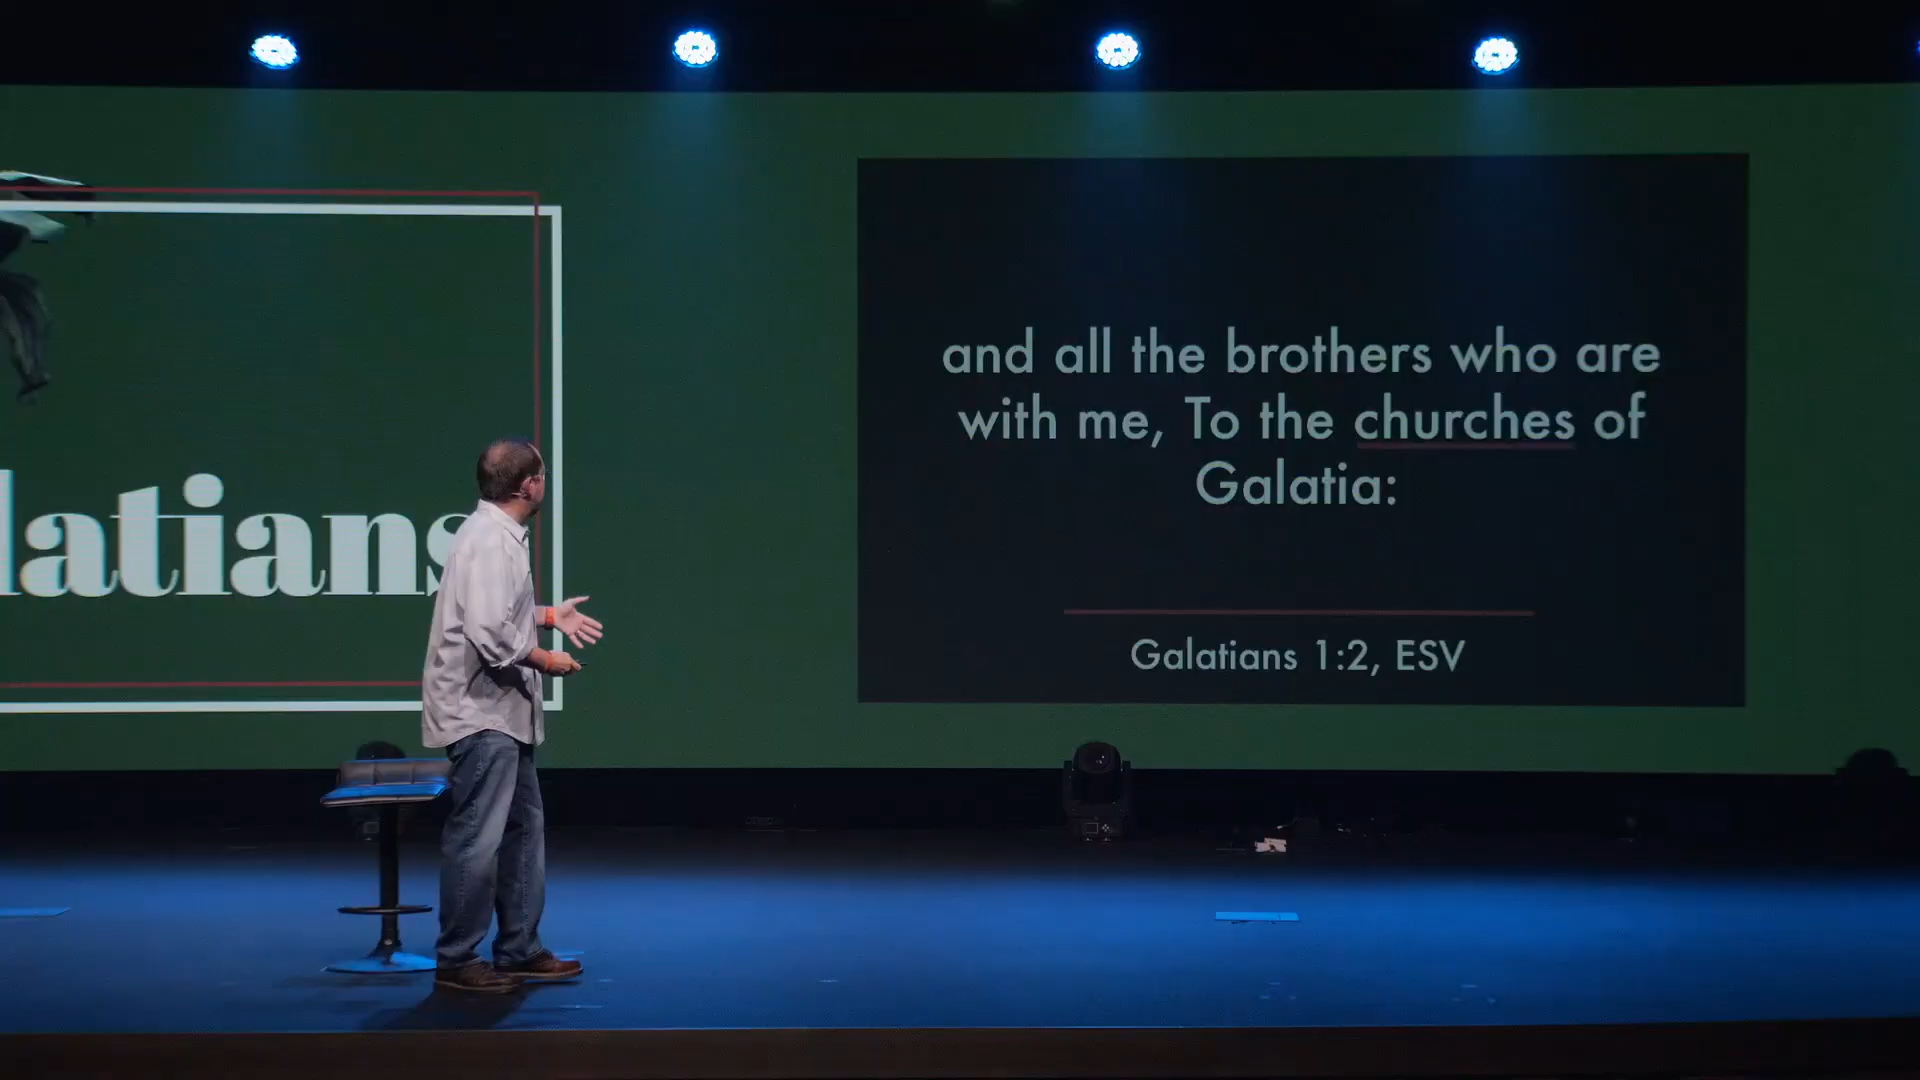 latians
and all the brothers who are
with me, To the churches of
Galatia:
Galatians 1:2, ESV